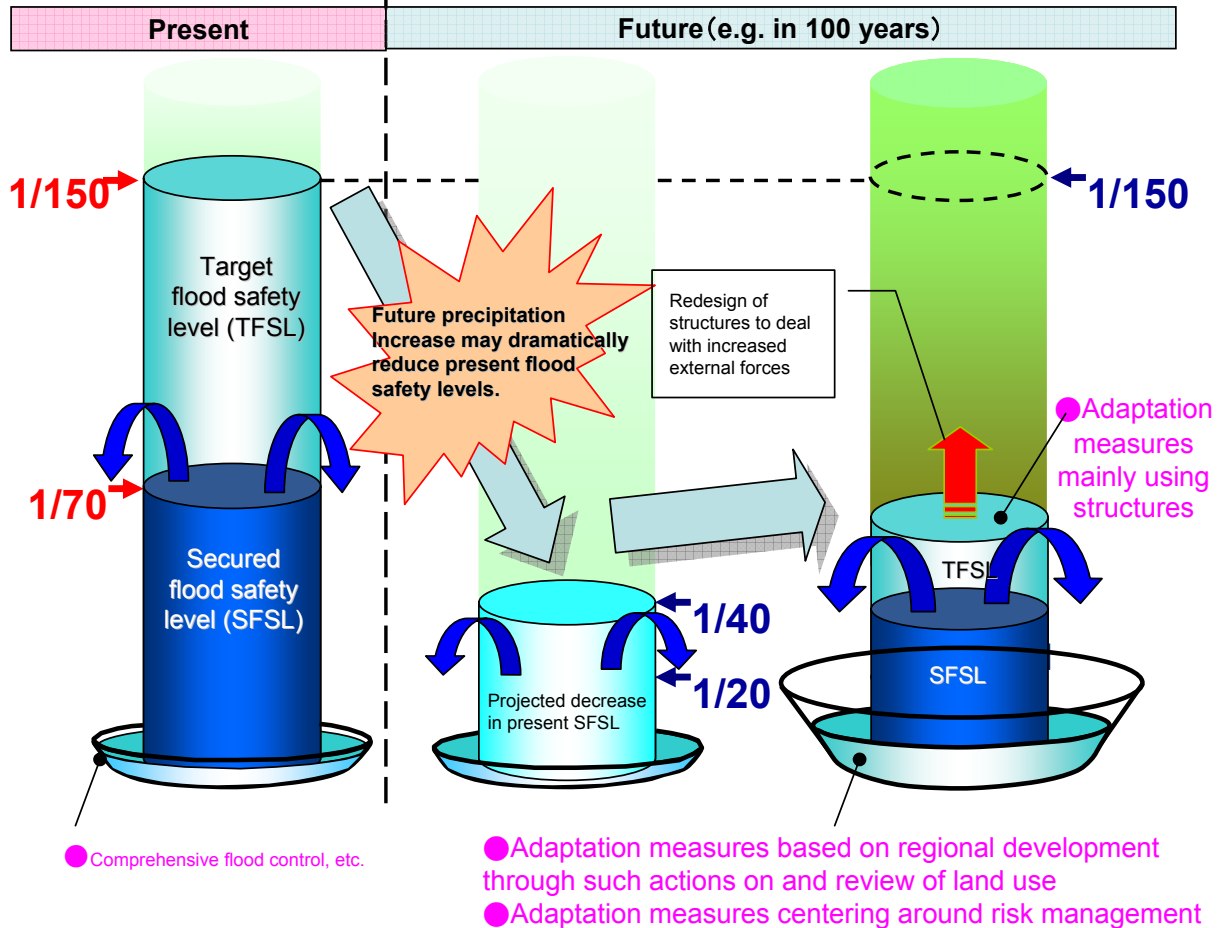 Present
Future(e.g. in 100 years)
1/150
1/150
Target
flood safety
level (TFSL)
Future precipitation
Increase may dramatically
reduce present flood
safety levels.
Redesign of
structures to deal
with increased
external forces
●Adaptation
measures
mainly using
structures
1/70
Secured
flood safety
level (SFSL)
TFSL
1/40
1/20
Projected decrease
in present SFSL
SFSL
●Comprehensive flood control, etc.
●Adaptation measures based on regional development
through such actions on and review of land use
●Adaptation measures centering around risk management